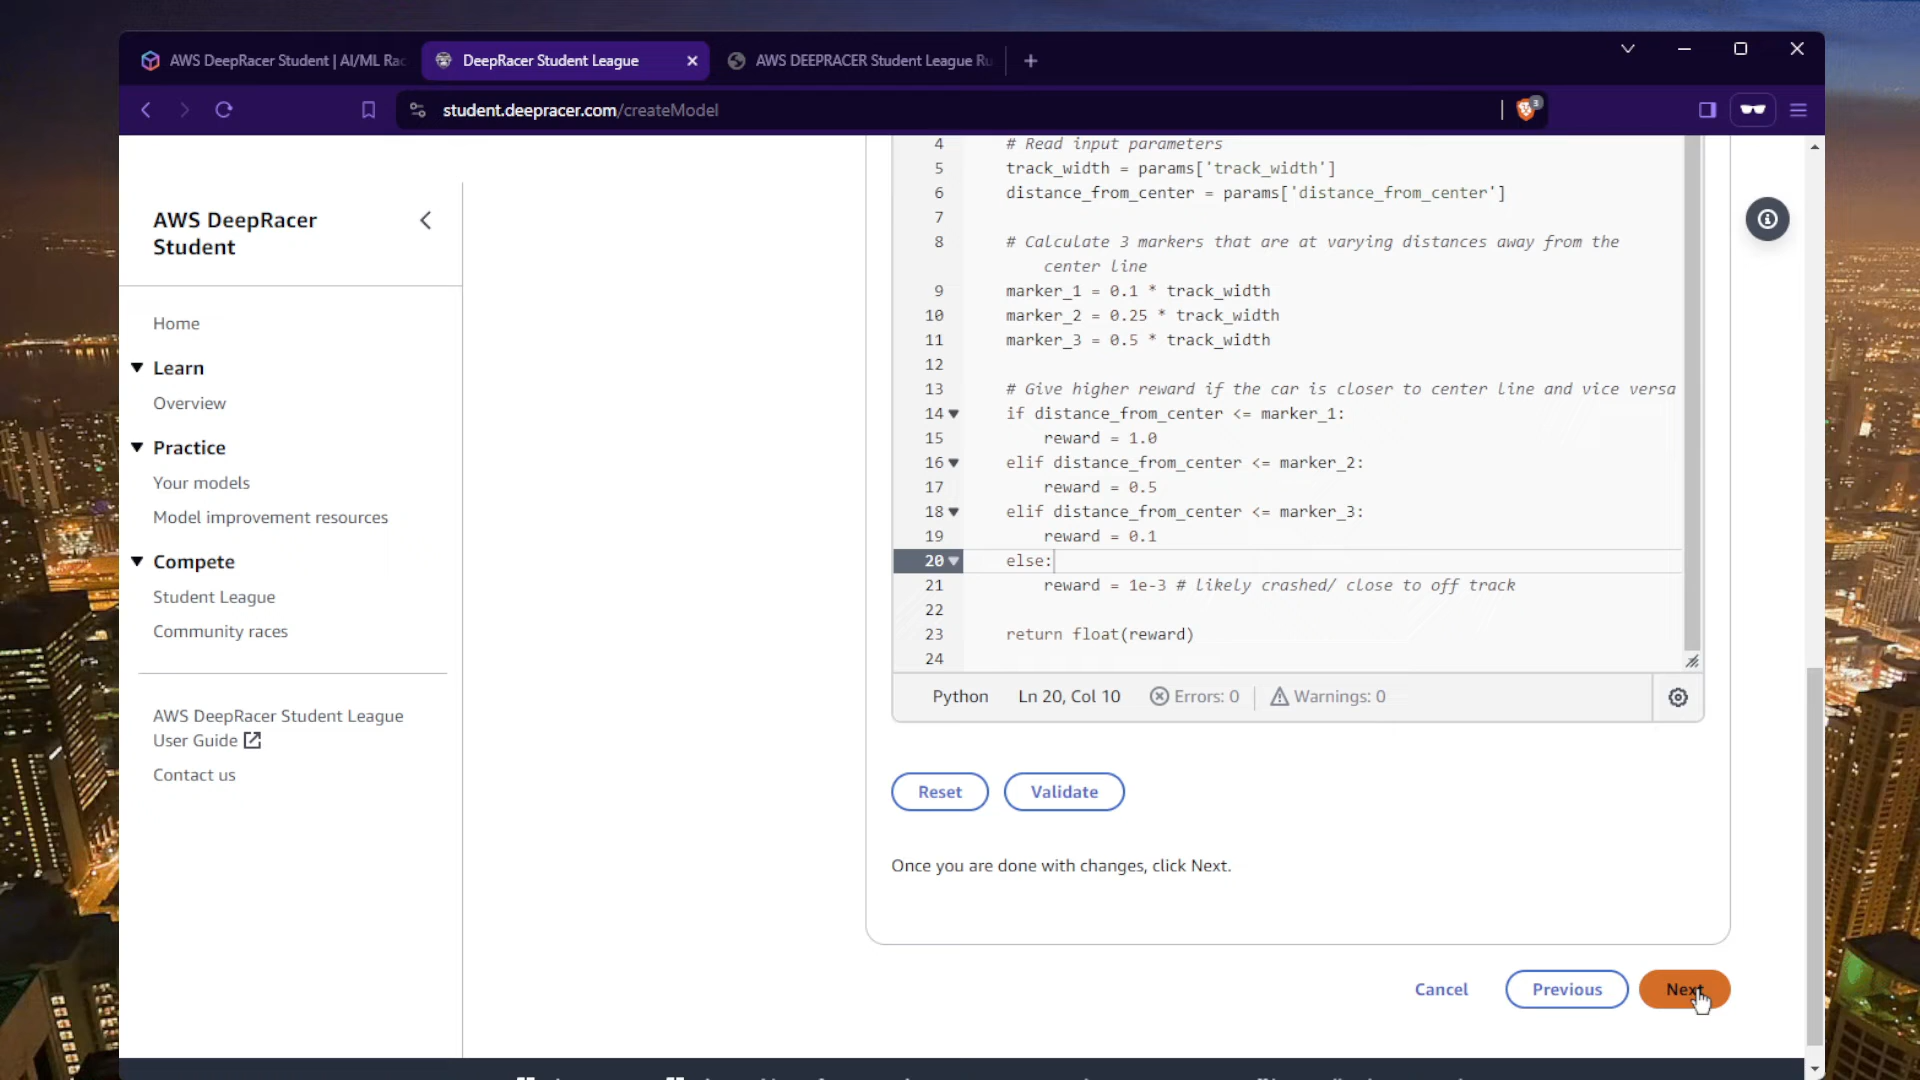 AWS DeepRacer Student | AI/ML Rac
DeepRacer Student League
AWS DEEPRACER Student League Ru
student.deepracer.com/createModel
3
AWS DeepRacer
Student
Home
Learn
Overview
Practice
Your models
Model improvement resources
Compete
Student League
Community races
AWS DeepRacer Student League
User Guide
Contact us
4 # Read input parameters
5 track_width = params['track_width']
6 distance_from_center = params['distance_from_center']
7
8 # Calculate 3 markers that are at varying distances away from the
center line
9 marker_1 = 0.1 * track_width
10 marker_2 = 0.25 * track_width
11 marker_3 = 0.5 * track_width
12
13 # Give higher reward if the car is closer to center line and vice versa
14 if distance_from_center <= marker_1:
15 reward = 1.0
16 elif distance_from_center <= marker_2:
17 reward = 0.5
18 elif distance_from_center <= marker_3:
19 reward = 0.1
20 else:
21 reward = 1e-3 # likely crashed/ close to off track
22
23 return float(reward)
24
Python Ln 20, Col 10 Errors: 0 Warnings: 0
Reset Validate
Once you are done with changes, click Next.
Cancel Previous Next